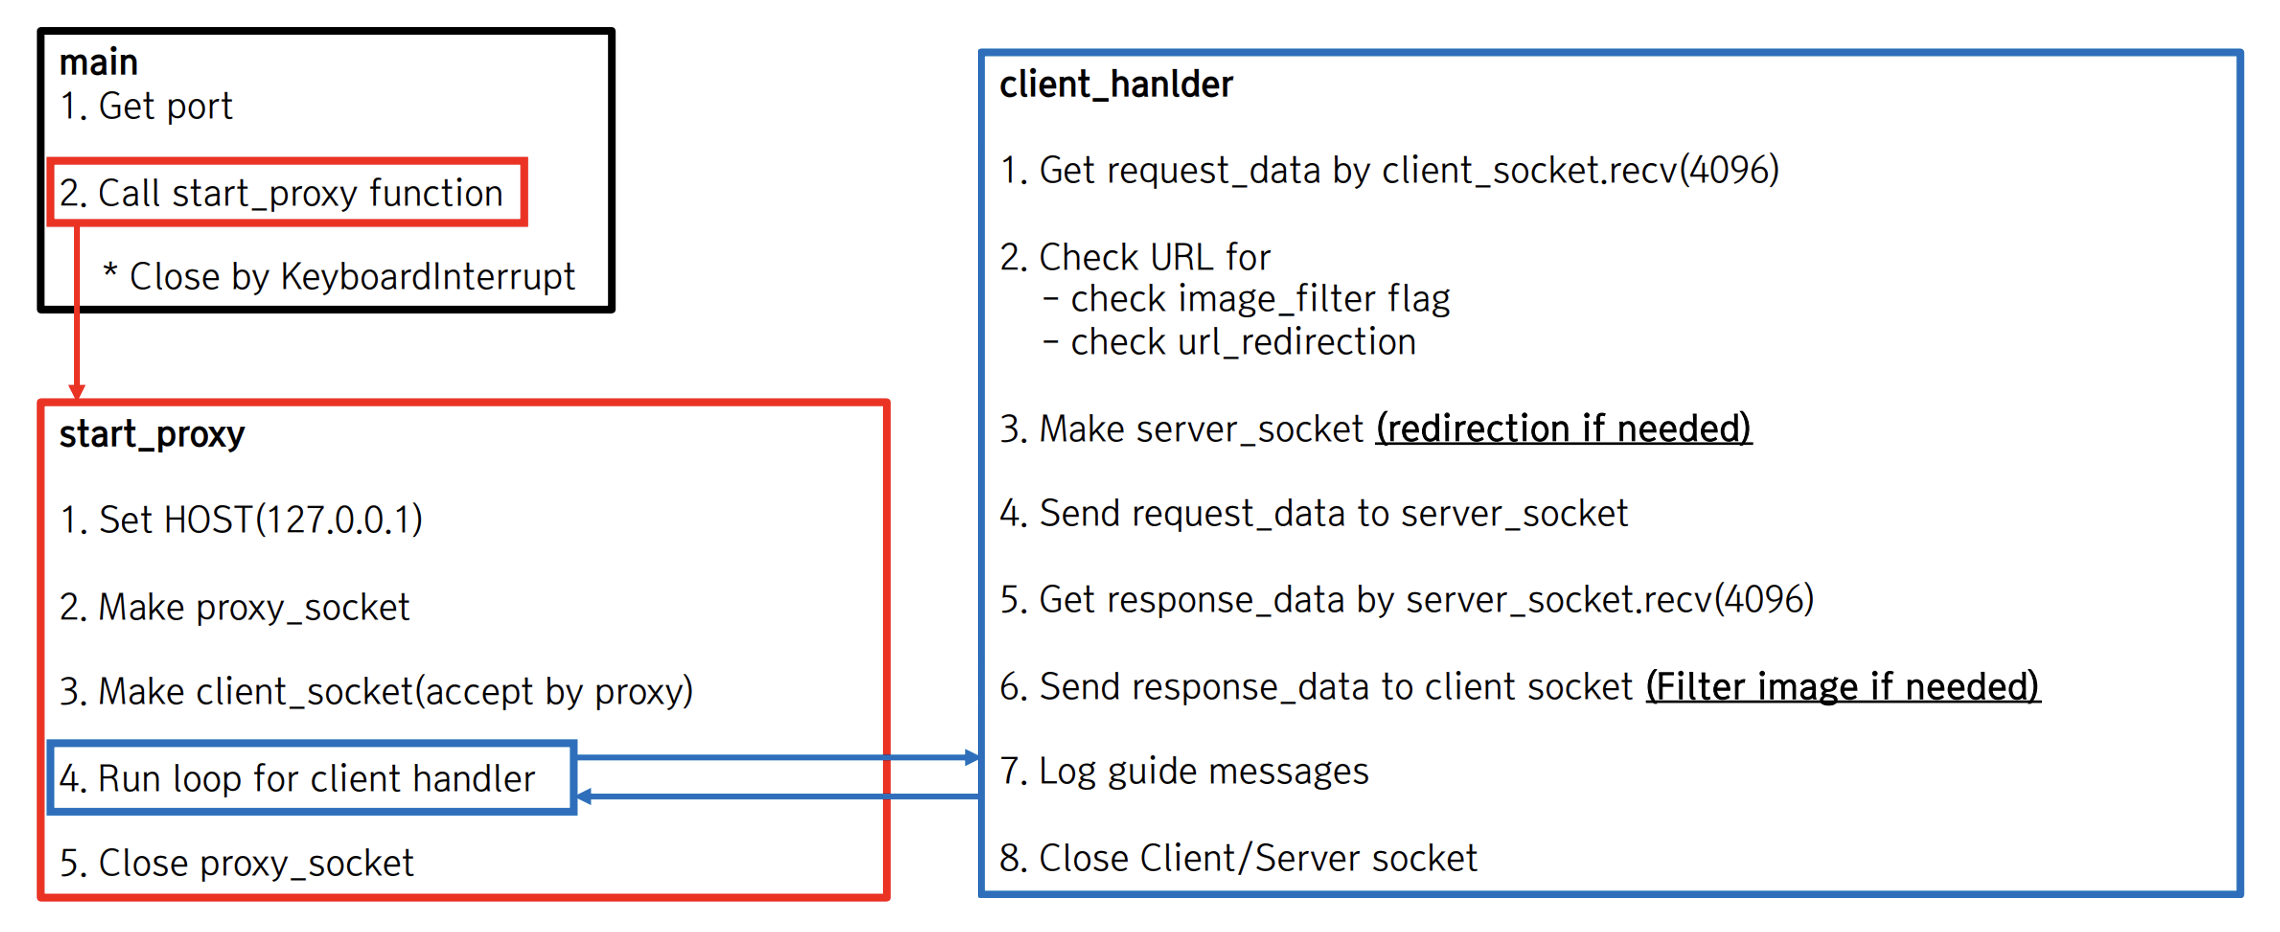 main
1. Get port
2. Call start_proxy function
* Close by KeyboardInterrupt
start_proxy
1. Set HOST(127.0.0.1)
2. Make proxy_socket
3. Make client_socket(accept by proxy)
4. Run loop for client handler
5. Close proxy_socket
client_hanlder
1. Get request_data by client_socket.recv(4096)
2. Check URL for
- check image_filter flag
- check url_redirection
3. Make server_socket (redirection if needed)
4. Send request_data to server_socket
5. Get response_data by server_socket.recv(4096)
6. Send response_data to client socket (Filter image if needed)
7. Log guide messages
8. Close Client/Server socket